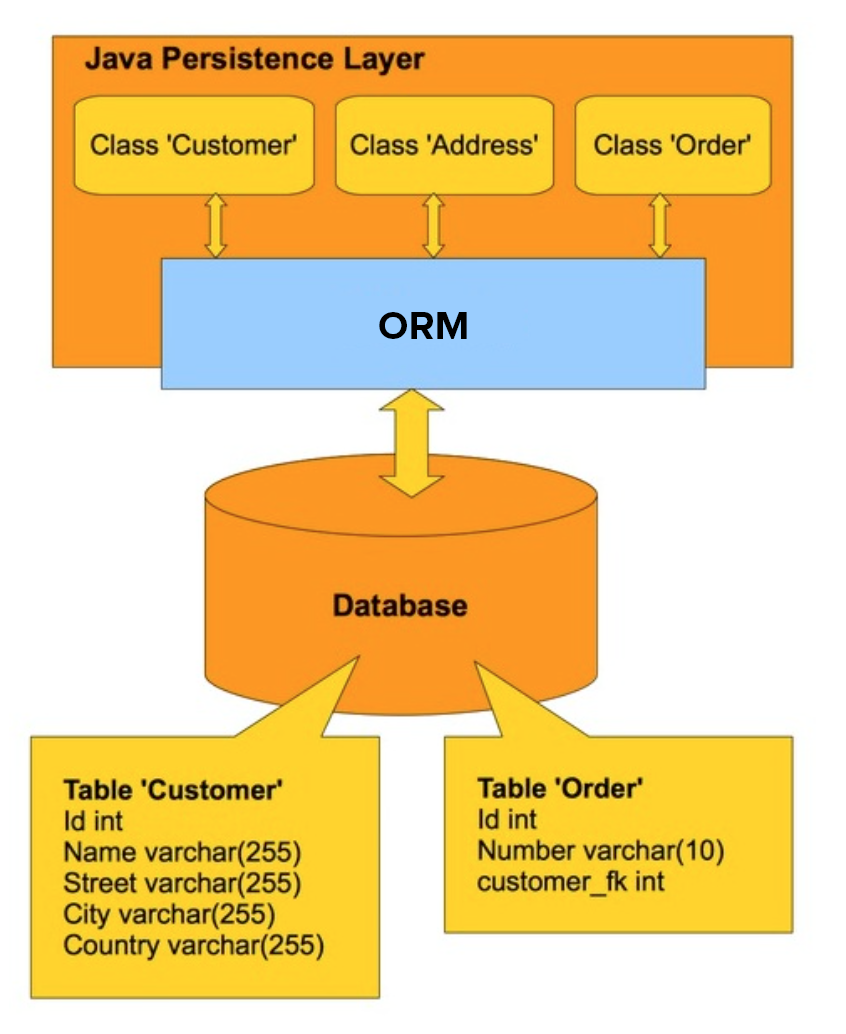 Java Persistence Layer
Class 'Customer'
Class 'Address'
Class 'Order'
ORM
Database
Table 'Customer'
Id int
Name varchar(255)
Street varchar(255)
City varchar(255)
Country varchar(255)
Table 'Order'
Id int
Number varchar(10)
customer_fk int